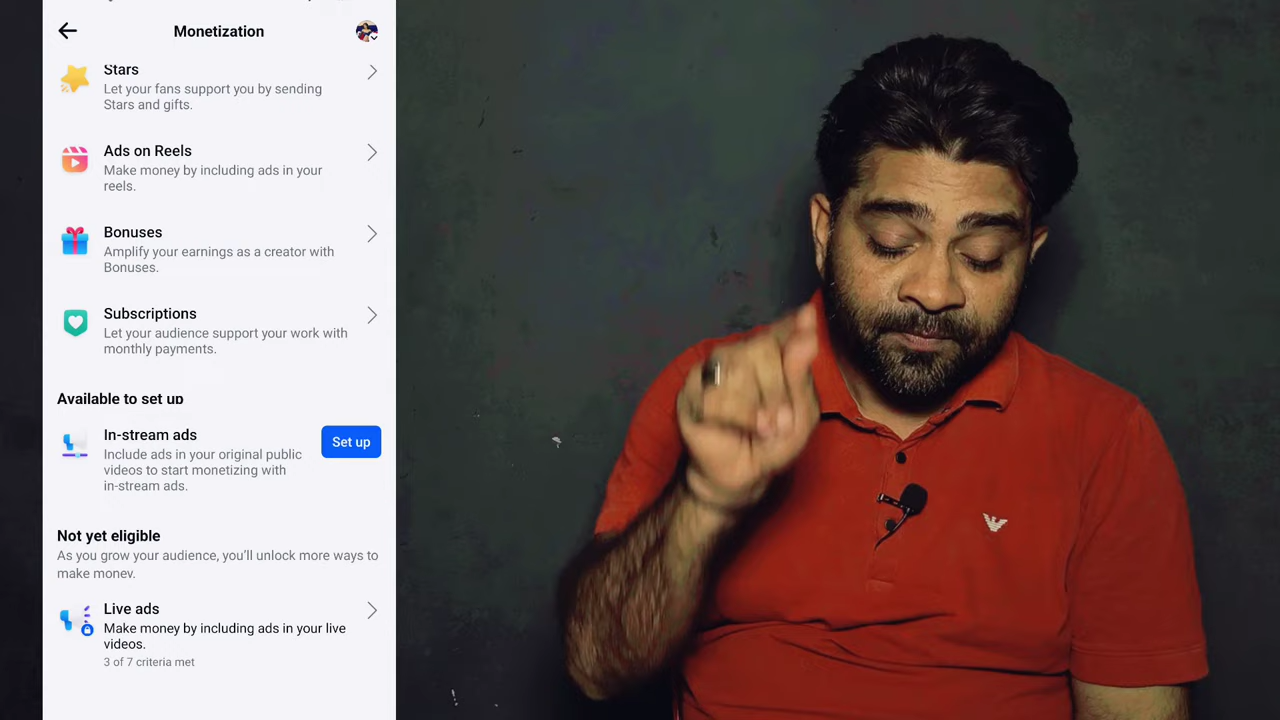 Monetization
Stars
Let your fans support you by sending
Stars and gifts.
Ads on Reels
Make money by including ads in your
reels.
Bonuses
Amplify your earnings as a creator with
Bonuses.
Subscriptions
Let your audience support your work with
monthly payments.
Available to set up
In-stream ads
Set up
Include ads in your original public
videos to start monetizing with
in-stream ads.
Not yet eligible
As you grow your audience, you’ll unlock more ways to
make money.
Live ads
Make money by including ads in your live
videos.
3 of 7 criteria met